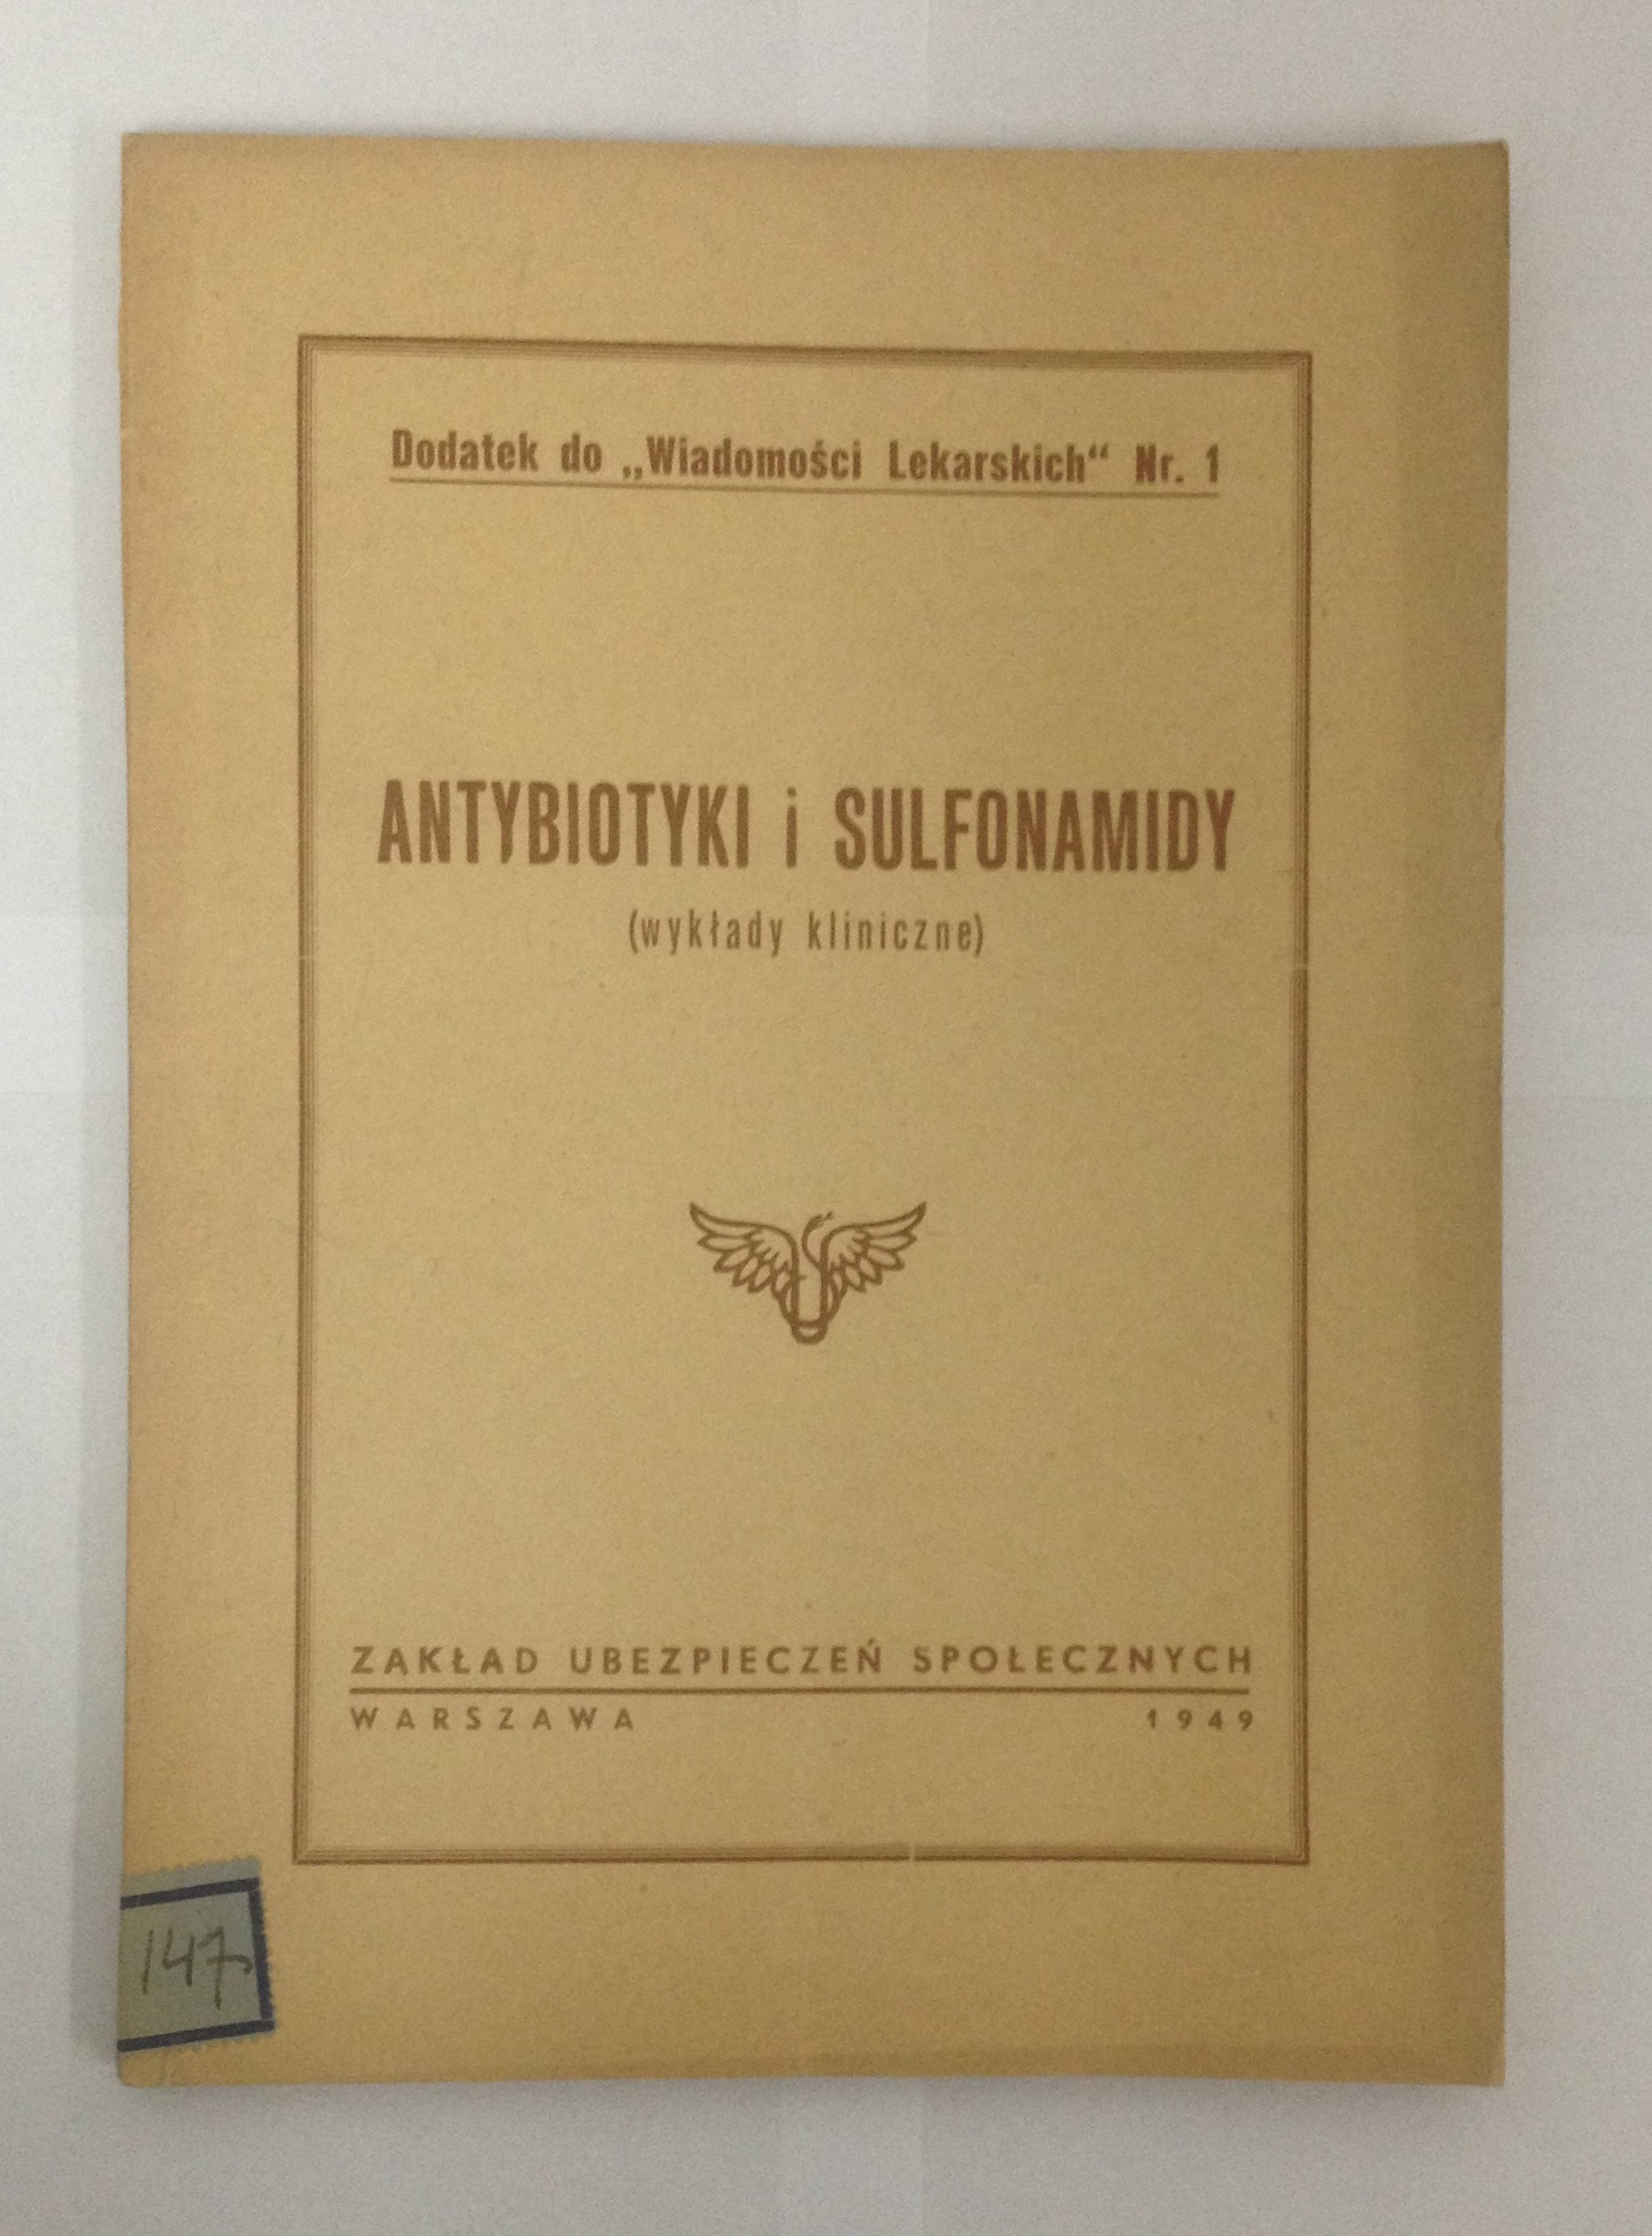 Dodatek do „Wiadomości Lekarskich“ Nr. 1
ANTYBIOTYKI i SULFONAMIDY
(wykłady kliniczne)
ZAKŁAD UBEZPIECZEŃ SPOŁECZNYCH
WARSZAWA 1949
147